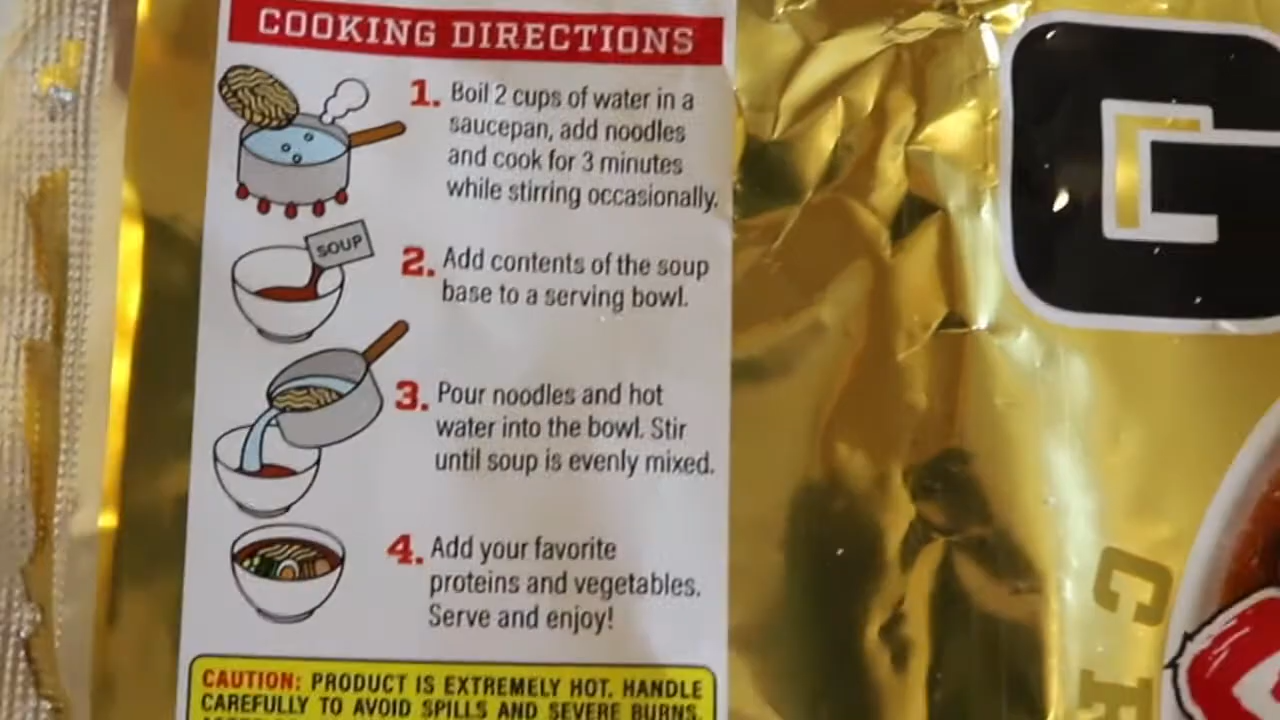 COOKING DIRECTIONS
1. Boil 2 cups of water in a
saucepan, add noodles
and cook for 3 minutes
while stirring occasionally.
SOUP
2. Add contents of the soup
base to a serving bowl.
3. Pour noodles and hot
water into the bowl. Stir
until soup is evenly mixed.
4. Add your favorite
proteins and vegetables.
Serve and enjoy!
CAUTION: PRODUCT IS EXTREMELY HOT. HANDLE
CAREFULLY TO AVOID SPILLS AND SEVERE BURNS.
G
C